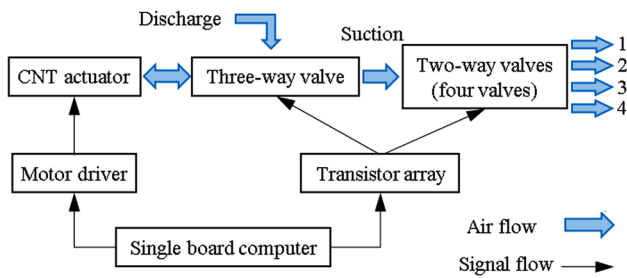 Discharge
Suction
CNT actuator
Three-way valve
Two-way valves
(four valves)
1
2
3
4
Motor driver
Transistor array
Single board computer
Air flow
Signal flow